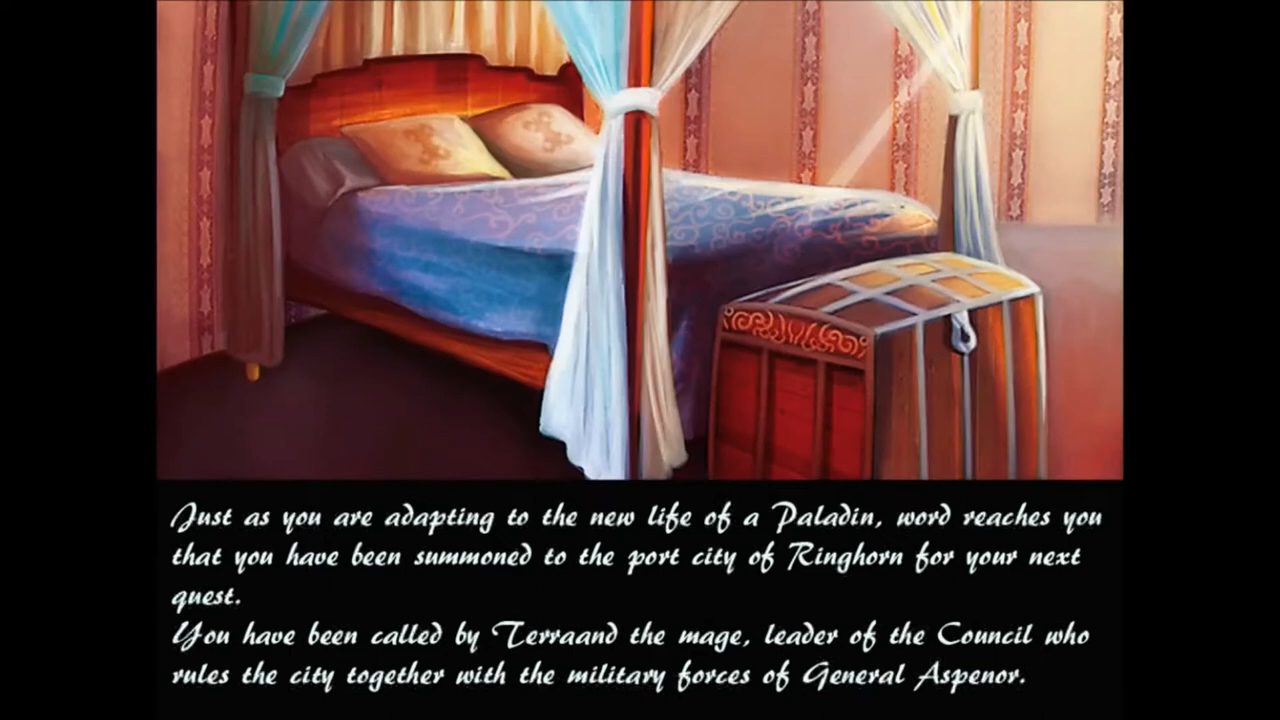 Just as you are adapting to the new life of a Paladin, word reaches you
that you have been summoned to the port city of Ringhorn for your next
quest.
You have been called by Terraand the mage, leader of the Council who
rules the city together with the military forces of General Aspenor.